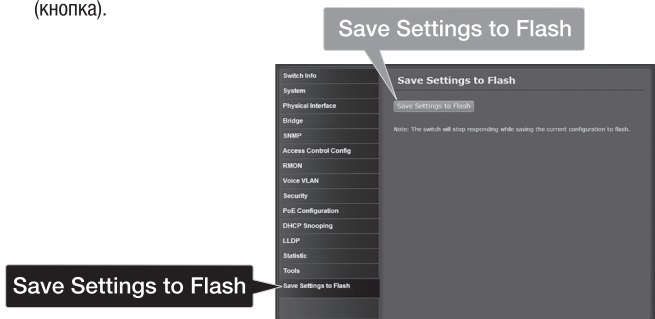 (кнопка).
Save Settings to Flash
Switch Info
System
Physical Interface
Bridge
SNMP
Access Control Config
RMON
Voice VLAN
Security
PoE Configuration
DHCP Snooping
LLDP
Statistic
Tools
Save Settings to Flash
Save Settings to Flash
Save Settings to Flash
Note: The switch will stop responding while saving the current configuration to flash.
Save Settings to Flash